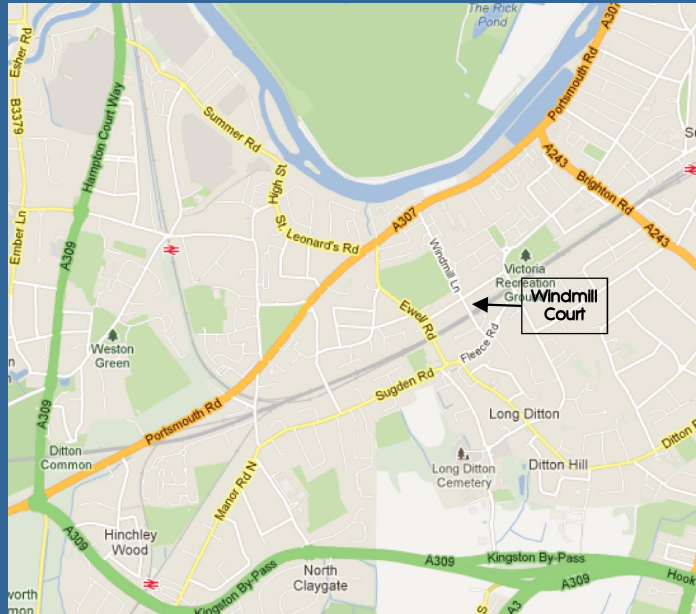 The Rick
Pond
Esher Rd
B3379
Ember Ln
Hampton Court Way
A309
A309
Summer Rd
High St
St. Leonard's Rd
A307
Portsmouth Rd
A307
A243
Brighton Rd
A243
Windmill Ln
Victoria
Recreation
Windmill
Court
Ewell Rd
Fleece Rd
Weston
Green
Sugden Rd
Portsmouth Rd
Long Ditton
Ditton
Common
Manor Rd N
Long Ditton
Cemetery
Ditton Hill
A309
Hinchley
Wood
Kingston By-Pass
North
Claygate
A309
Kingston By-Pass
A309
Hook
A3